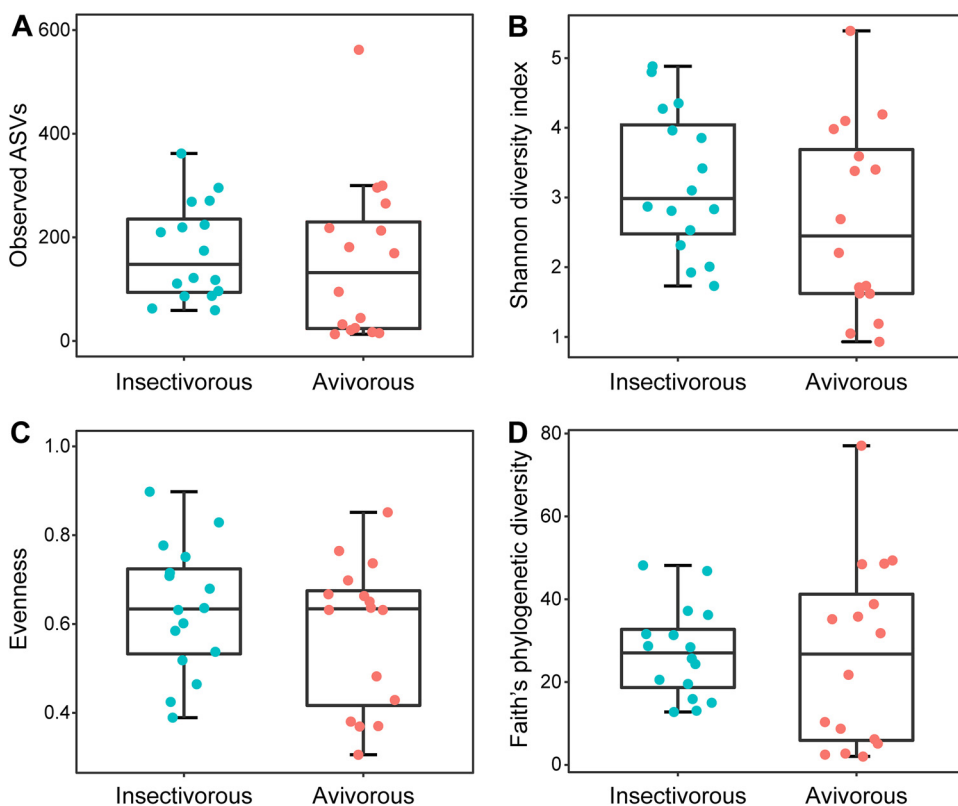 A
Observed ASVs
600
400
200
0
Insectivorous
Avivorous
B
Shannon diversity index
5
4
3
2
1
Insectivorous
Avivorous
C
Evenness
1.0
0.8
0.6
0.4
Insectivorous
Avivorous
D
Faith's phylogenetic diversity
80
60
40
20
0
Insectivorous
Avivorous